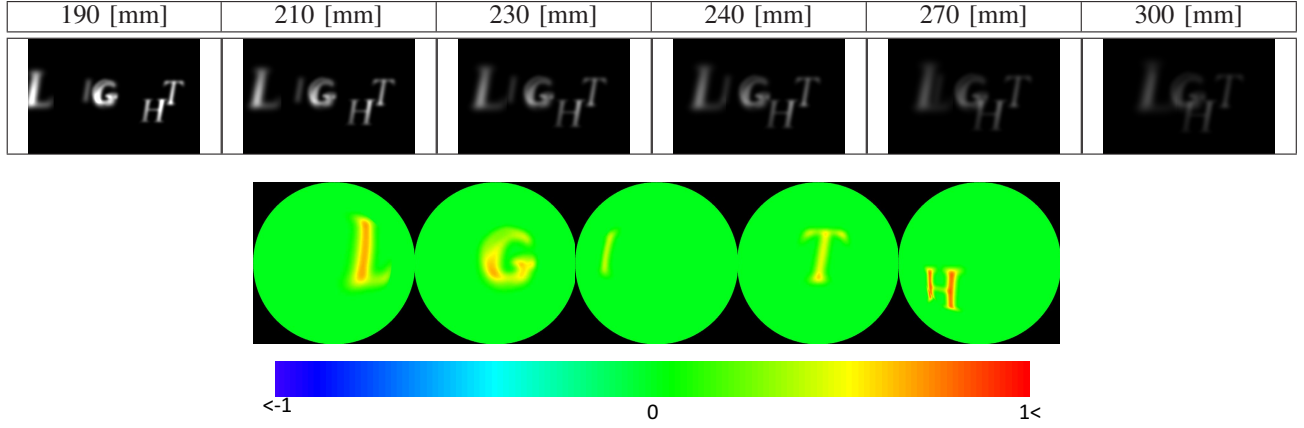 190 [mm] 210 [mm] 230 [mm] 240 [mm] 270 [mm] 300 [mm]
L I G H T L I G H T L I G H T L I G H T L G H T L G H T
L G I T H
<-1 0 1<